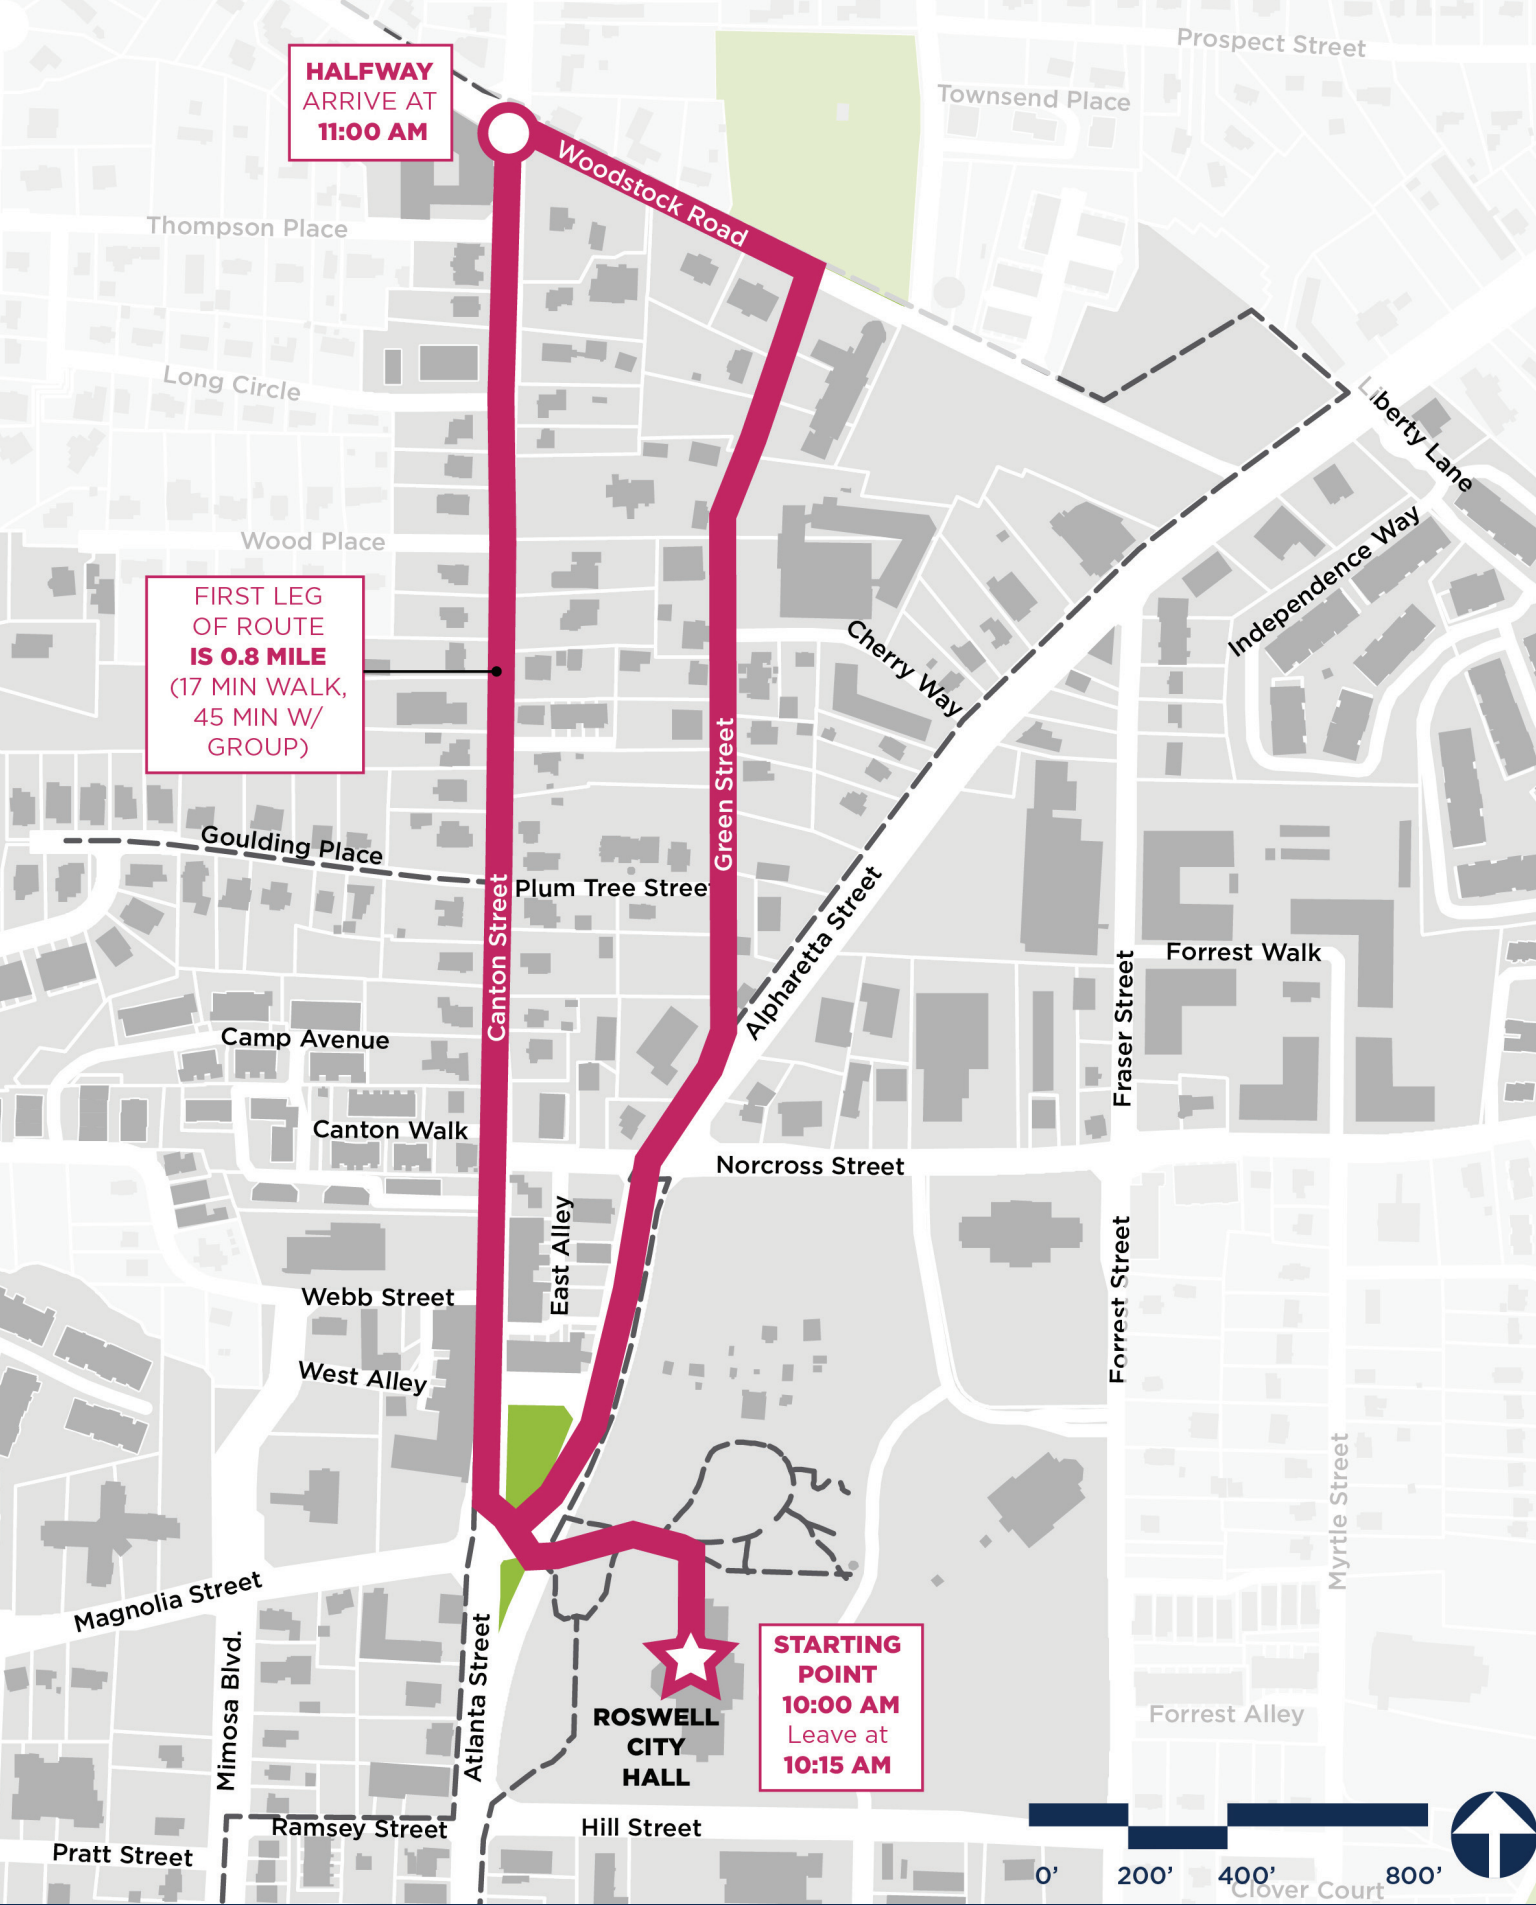 Prospect Street
HALFWAY
ARRIVE AT
11:00 AM
Townsend Place
Woodstock Road
Thompson Place
Long Circle
Liberty Lane
Wood Place
Independence Way
FIRST LEG
OF ROUTE
IS 0.8 MILE
(17 MIN WALK,
45 MIN W/
GROUP)
Cherry Way
Green Street
Goulding Place
Plum Tree Street
Canton Street
Alpharetta Street
Forrest Walk
Fraser Street
Camp Avenue
Canton Walk
Norcross Street
East Alley
Forrest Street
Webb Street
West Alley
Myrtle Street
Magnolia Street
Mimosa Blvd.
Atlanta Street
STARTING
POINT
10:00 AM
Leave at
10:15 AM
ROSWELL
CITY
HALL
Forrest Alley
Ramsey Street
Hill Street
Pratt Street
0’ 200’ 400’ 800’
Clover Court